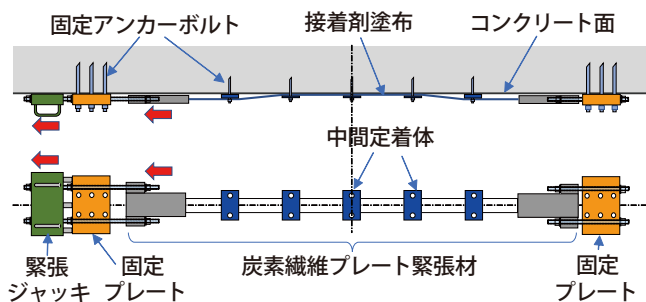 固定アンカーボルト
接着剤塗布
コンクリート面
中間定着体
炭素繊維プレート緊張材
緊張
ジャッキ
固定
プレート
固定
プレート